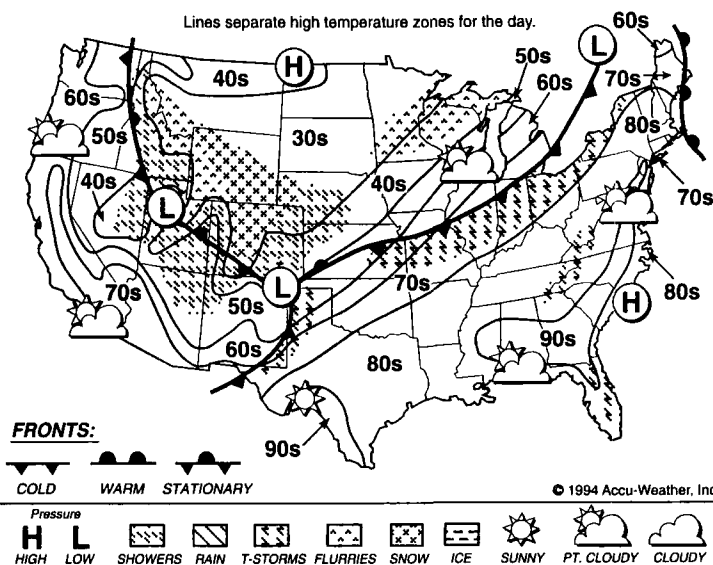 Lines separate high temperature zones for the day.
60s
L
50s
40s
H
60s
70s
60s
80s
50s
30s
40s
40s
70s
L
70s
70s
L
50s
H
80s
90s
60s
80s
90s
FRONTS:
COLD WARM STATIONARY
© 1994 Accu-Weather, Inc
Pressure
H L
HIGH LOW SHOWERS RAIN T-STORMS FLURRIES SNOW ICE SUNNY PT. CLOUDY CLOUDY